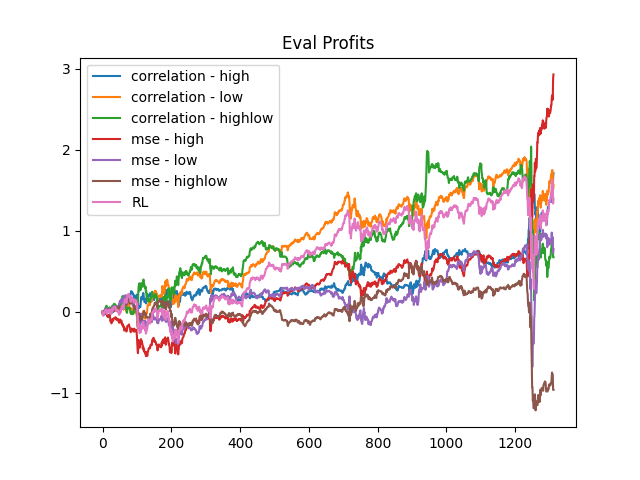 Eval Profits
correlation - high
correlation - low
correlation - highlow
mse - high
mse - low
mse - highlow
RL
3
2
1
0
−1
0 200 400 600 800 1000 1200